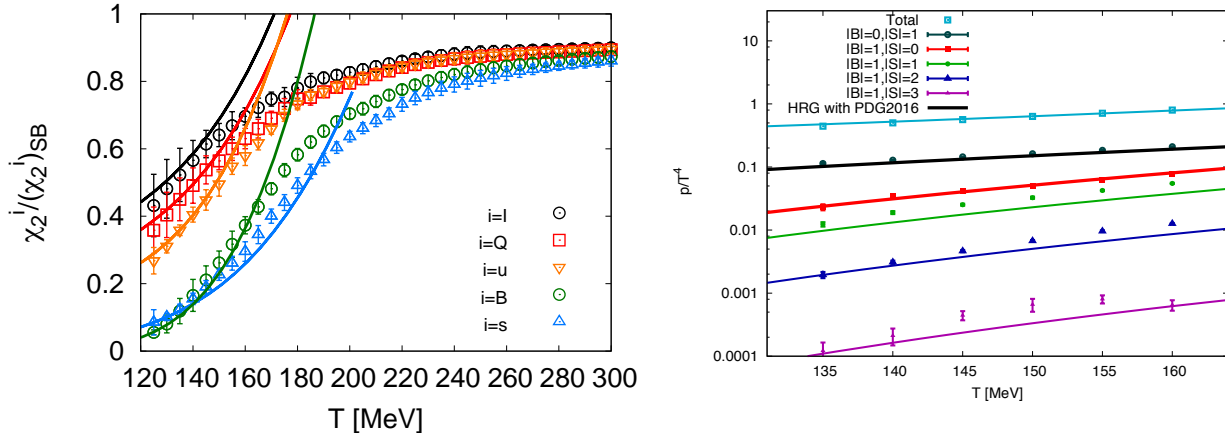 χ₂ⁱ/(χ₂ⁱ)SB
1
0.8
0.6
0.4
0.2
0
i=I
i=Q
i=u
i=B
i=s
120 140 160 180 200 220 240 260 280 300
T [MeV]
p/T⁴
10
1
0.1
0.01
0.001
0.0001
Total
|B|=0,|S|=1
|B|=1,|S|=0
|B|=1,|S|=1
|B|=1,|S|=2
|B|=1,|S|=3
HRG with PDG2016
135 140 145 150 155 160
T [MeV]